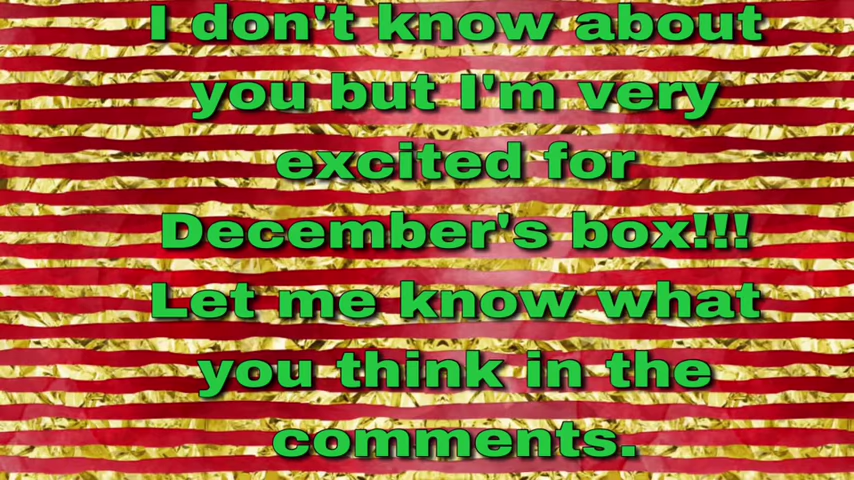 I don't know about
you but I'm very
excited for
December's box!!!
Let me know what
you think in the
comments.